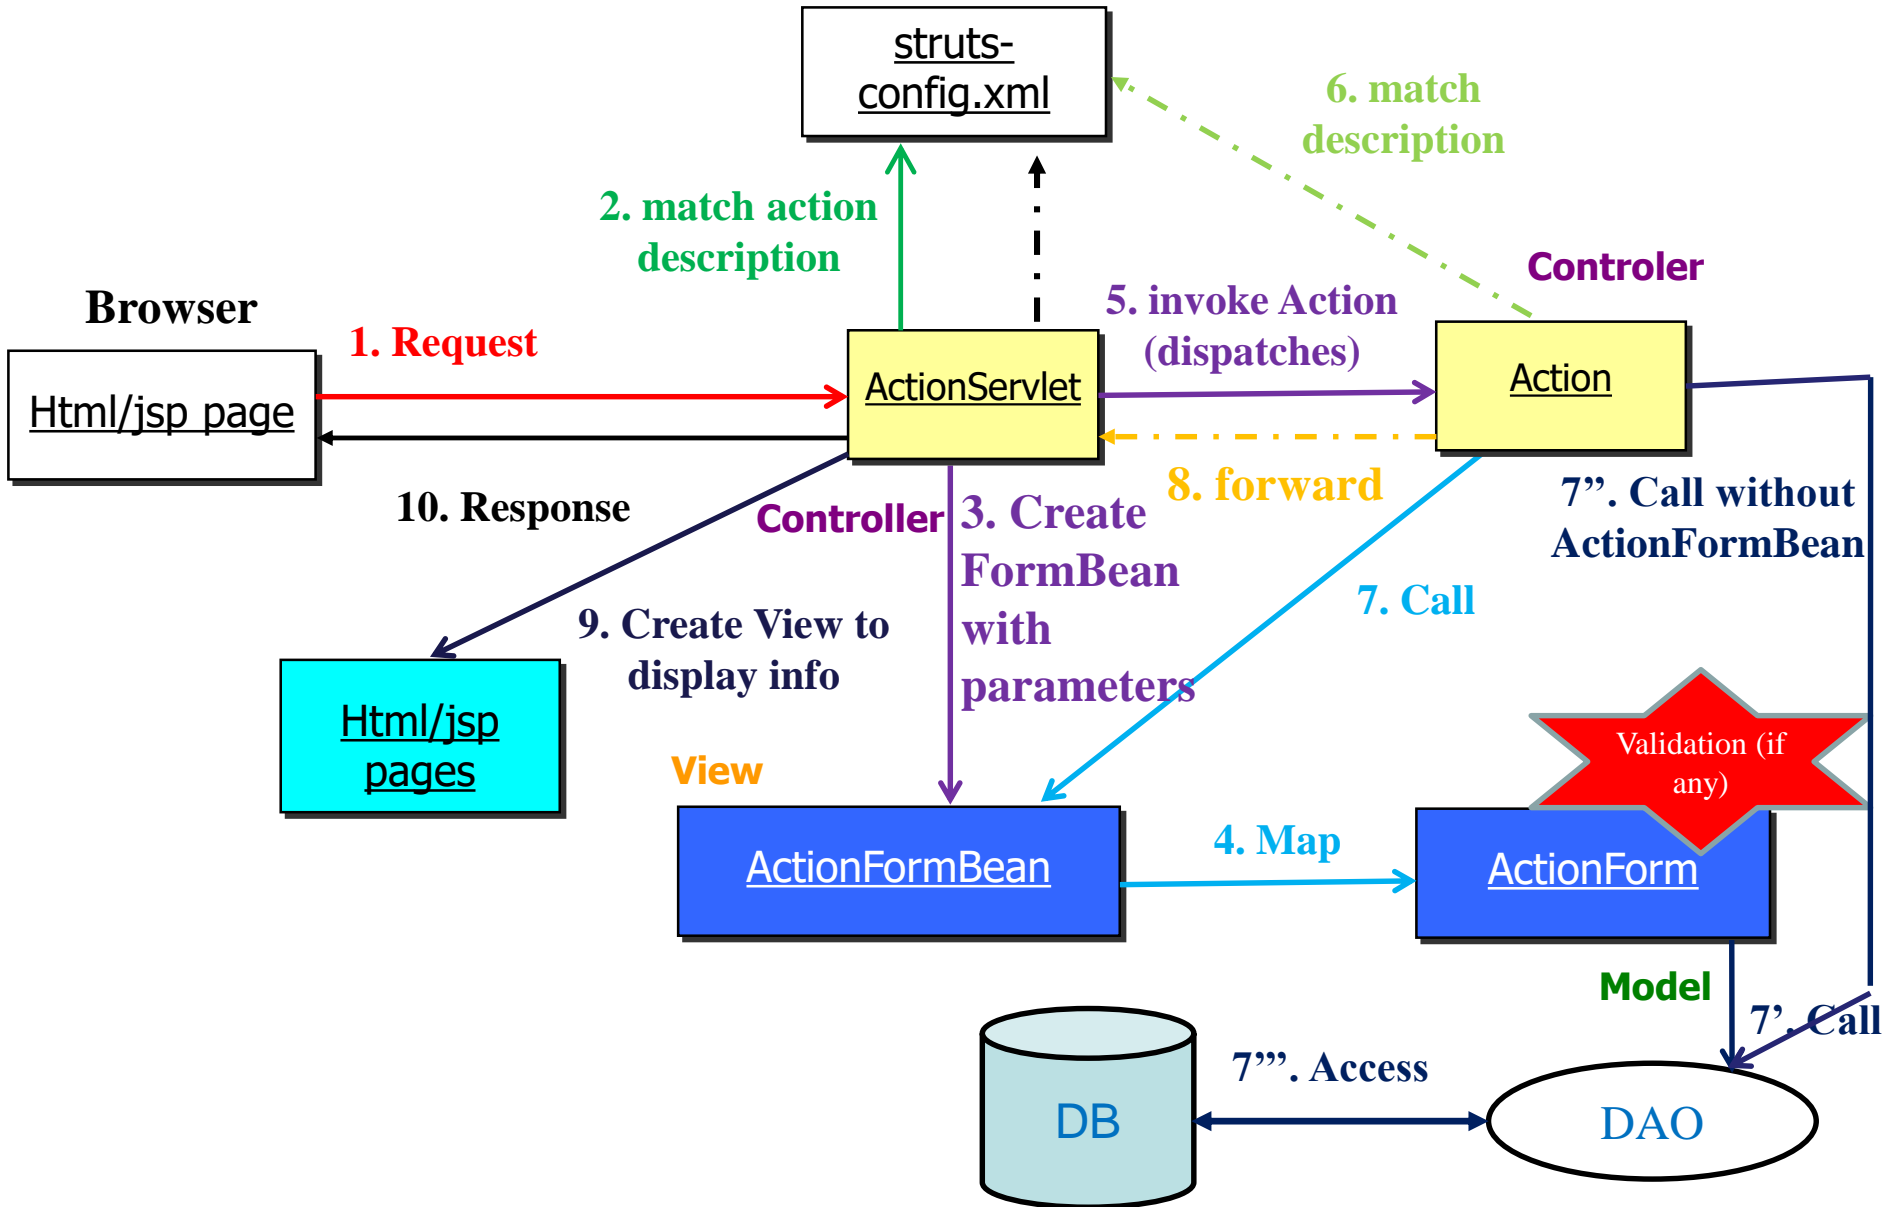 struts-
config.xml
6. match
description
2. match action
description
Controler
Browser
5. invoke Action
(dispatches)
1. Request
Html/jsp page
ActionServlet
Action
8. forward
10. Response
Controller
3. Create
FormBean
with
parameters
7”. Call without
ActionFormBean
7. Call
9. Create View to
display info
Html/jsp
pages
View
Validation (if
any)
ActionFormBean
4. Map
ActionForm
Model
7’. Call
7’”. Access
DB
DAO